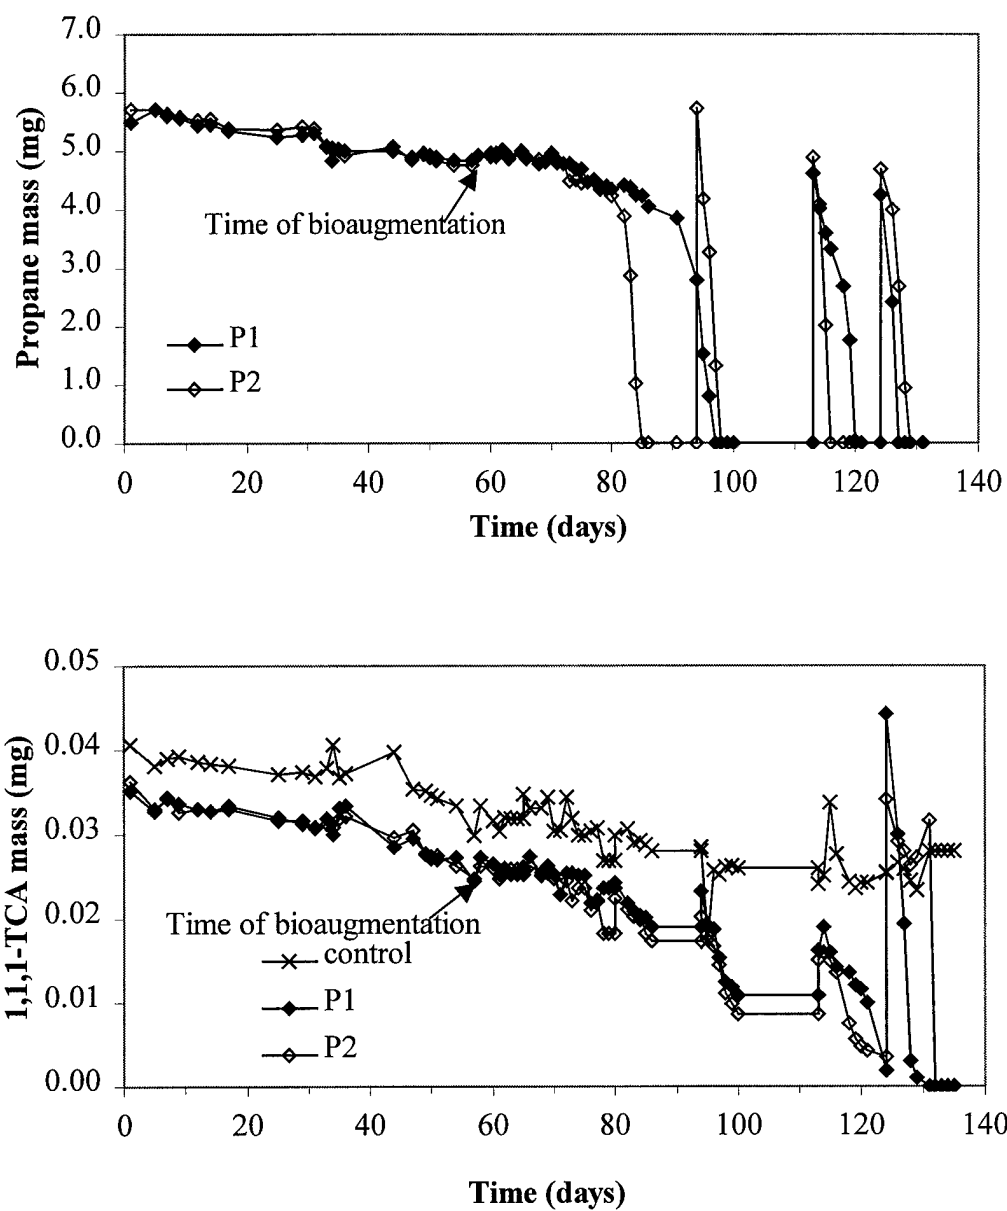 7.0
6.0
5.0
4.0
3.0
2.0
1.0
0.0
Propane mass (mg)
Time of bioaugmentation
P1
P2
0 20 40 60 80 100 120 140
Time (days)
0.05
0.04
0.03
0.02
0.01
0.00
1,1,1-TCA mass (mg)
Time of bioaugmentation
control
P1
P2
0 20 40 60 80 100 120 140
Time (days)